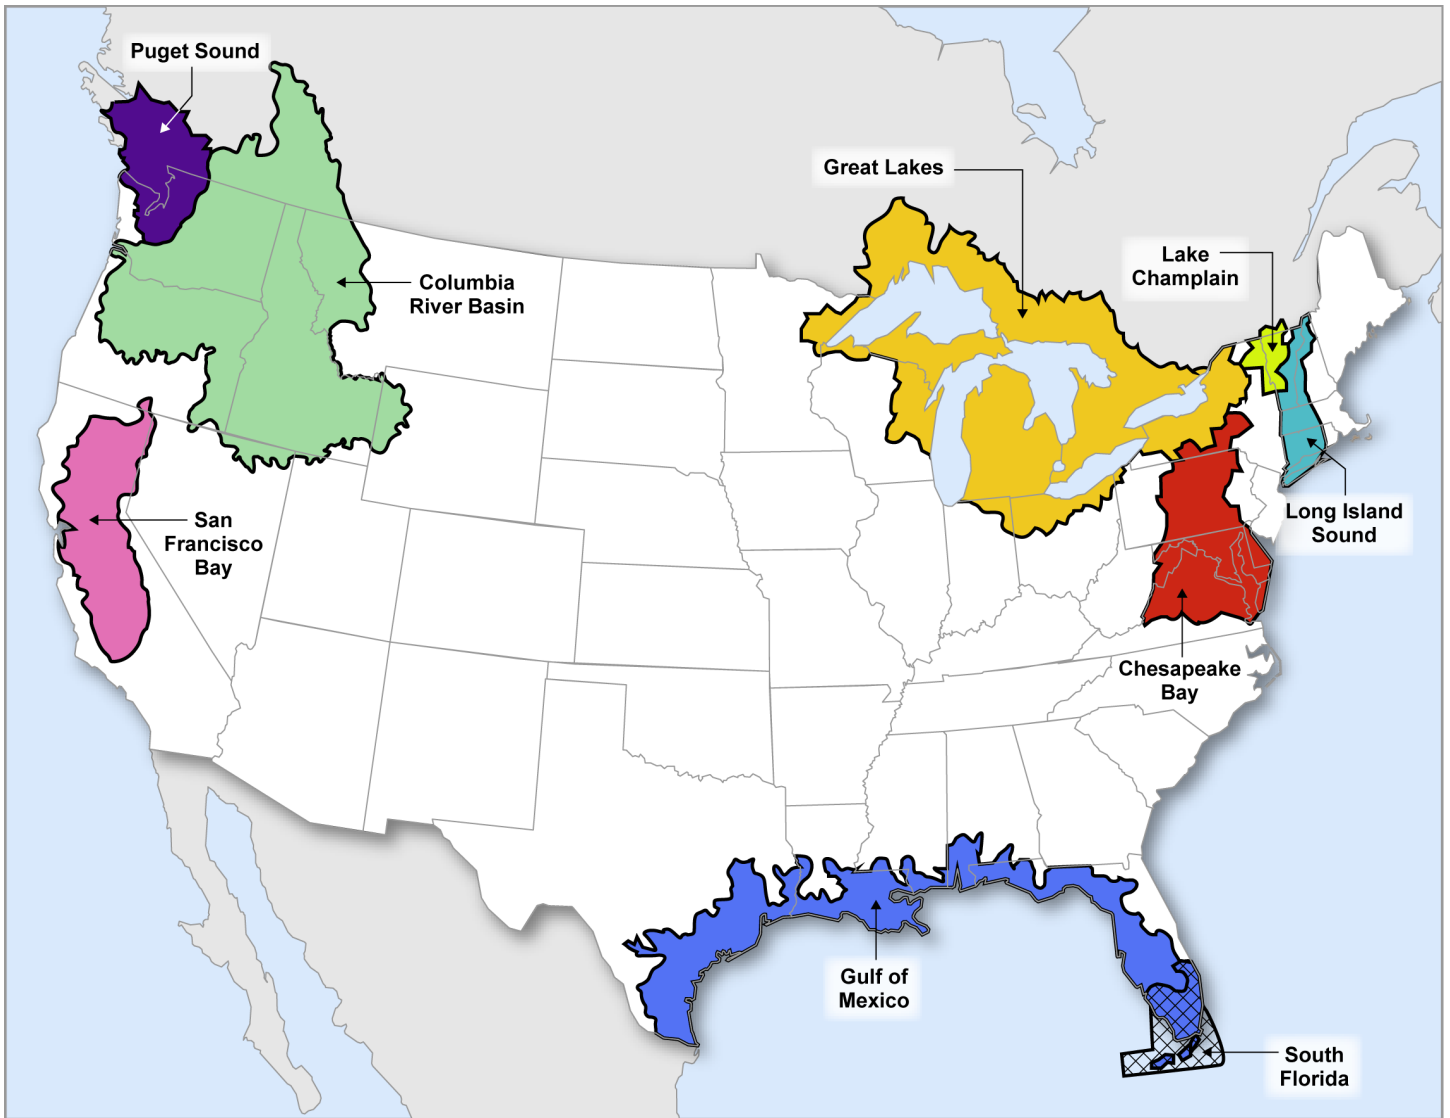 Puget Sound
Great Lakes
Lake
Champlain
Columbia
River Basin
San
Francisco
Bay
Long Island
Sound
Chesapeake
Bay
Gulf of
Mexico
South
Florida